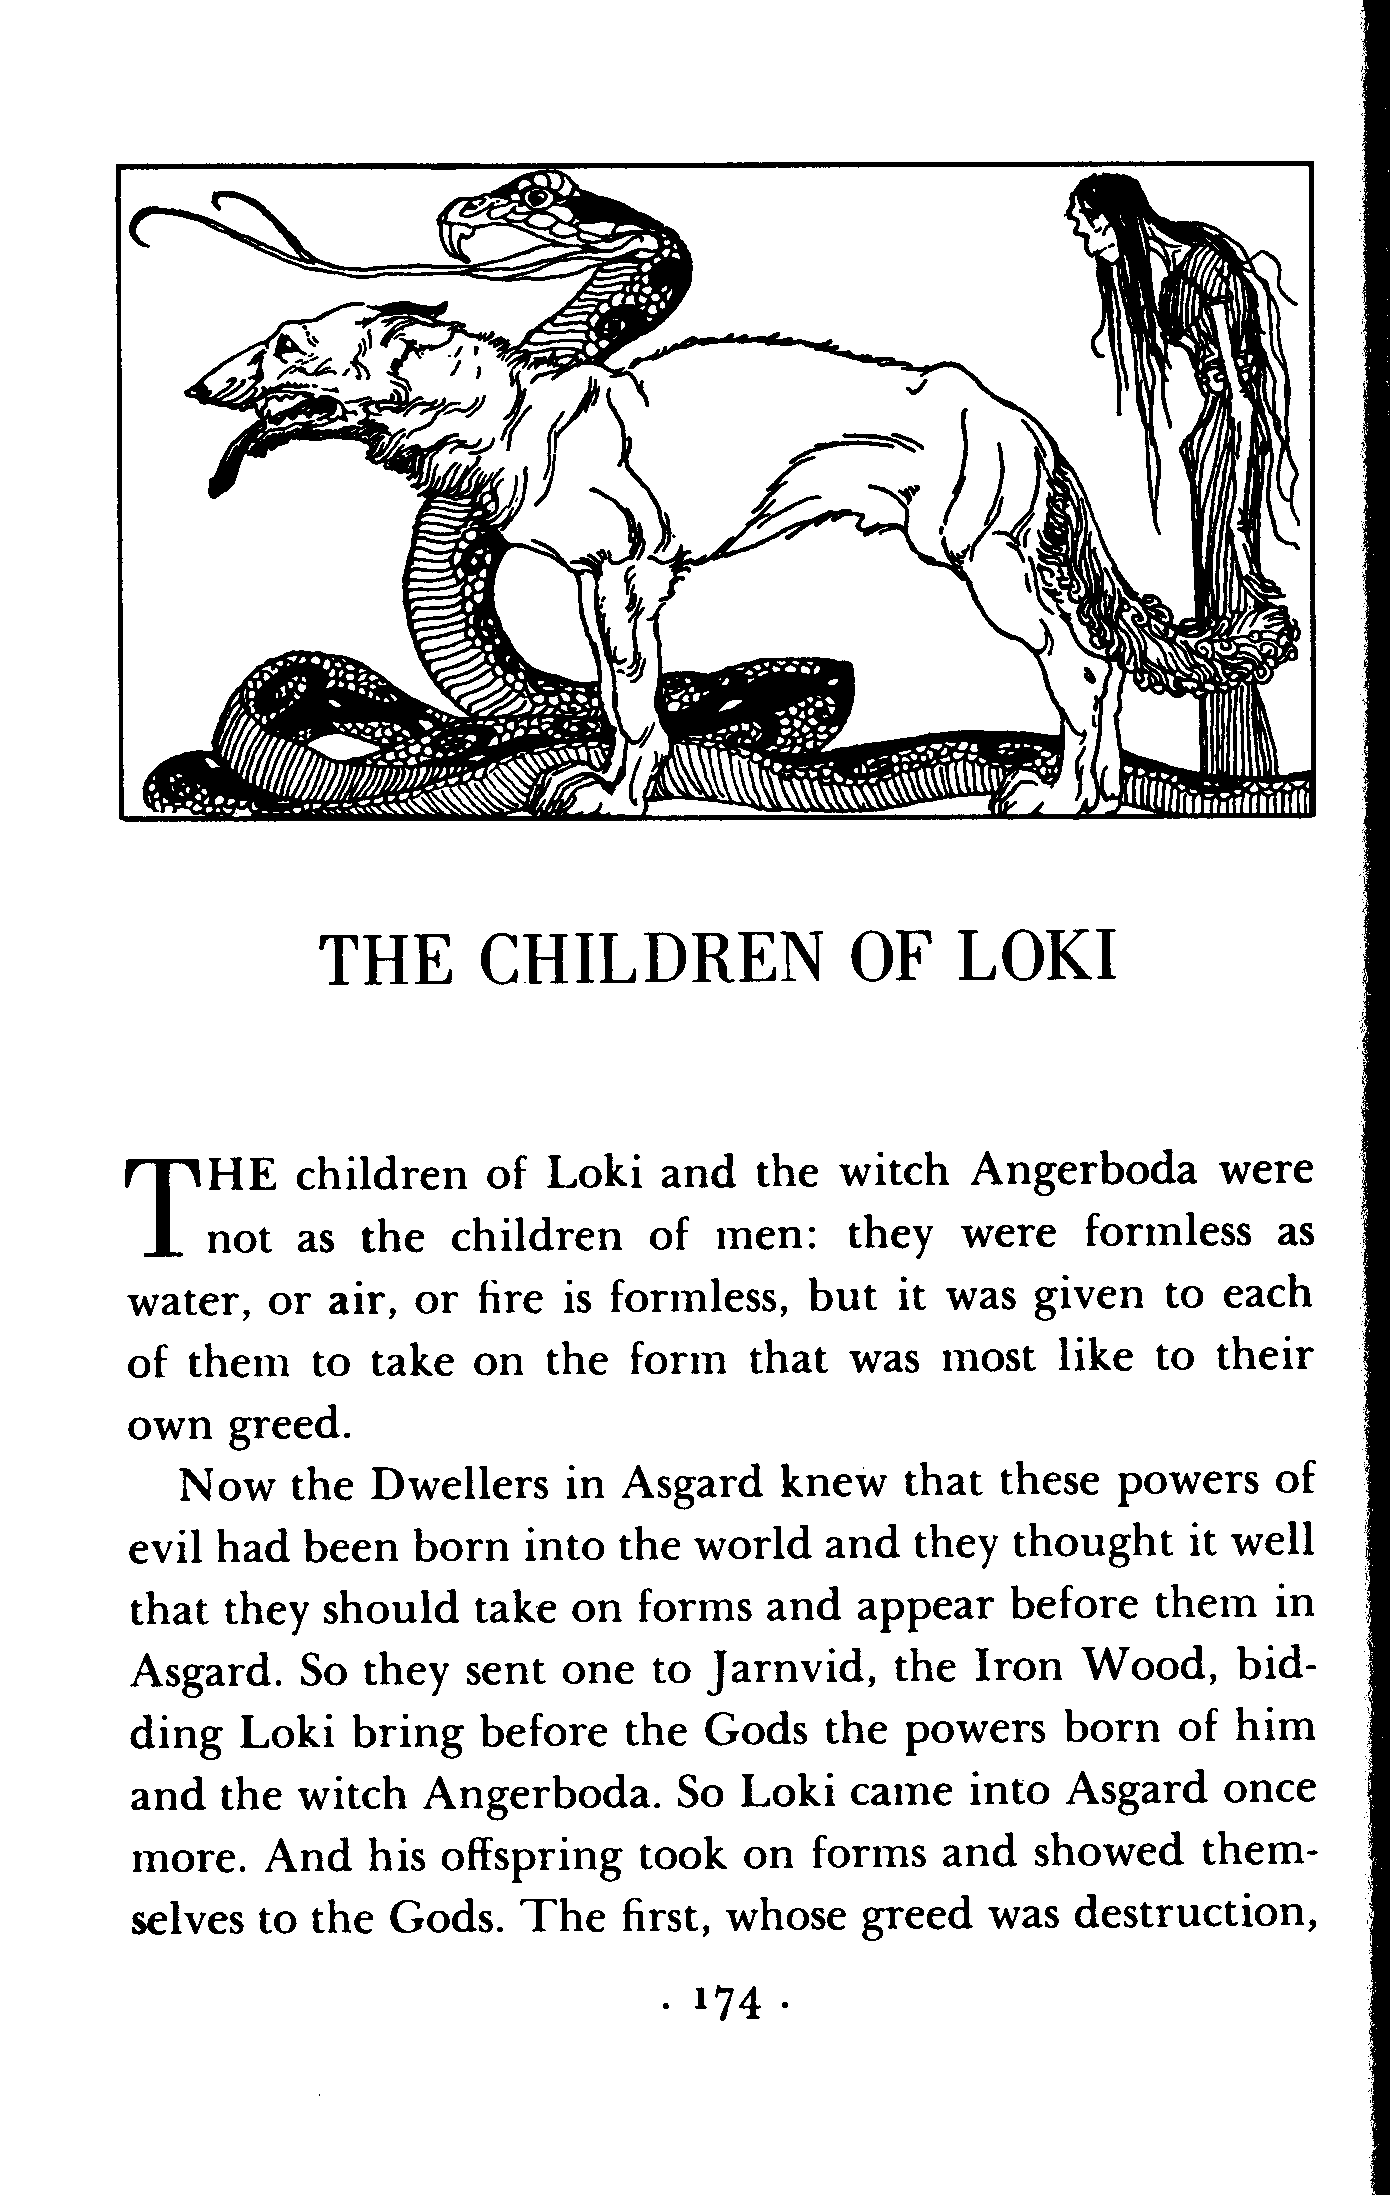 THE CHILDREN OF LOKI
THE children of Loki and the witch Angerboda were
not as the children of men: they were formless as
water, or air, or fire is formless, but it was given to each
of them to take on the form that was most like to their
own greed.
Now the Dwellers in Asgard knew that these powers of
evil had been born into the world and they thought it well
that they should take on forms and appear before them in
Asgard. So they sent one to Jarnvid, the Iron Wood, bid-
ding Loki bring before the Gods the powers born of him
and the witch Angerboda. So Loki came into Asgard once
more. And his offspring took on forms and showed them-
selves to the Gods. The first, whose greed was destruction,
· 174 ·